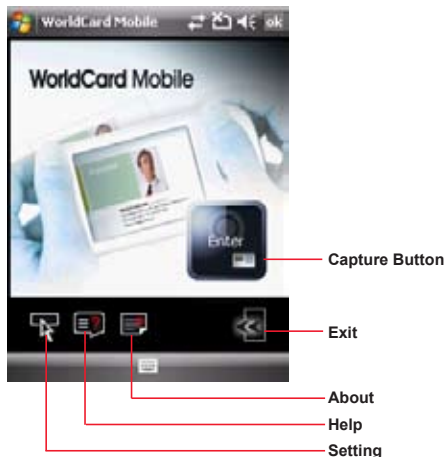 WorldCard Mobile
ok
WorldCard Mobile
Enter
Capture Button
Exit
About
Help
Setting